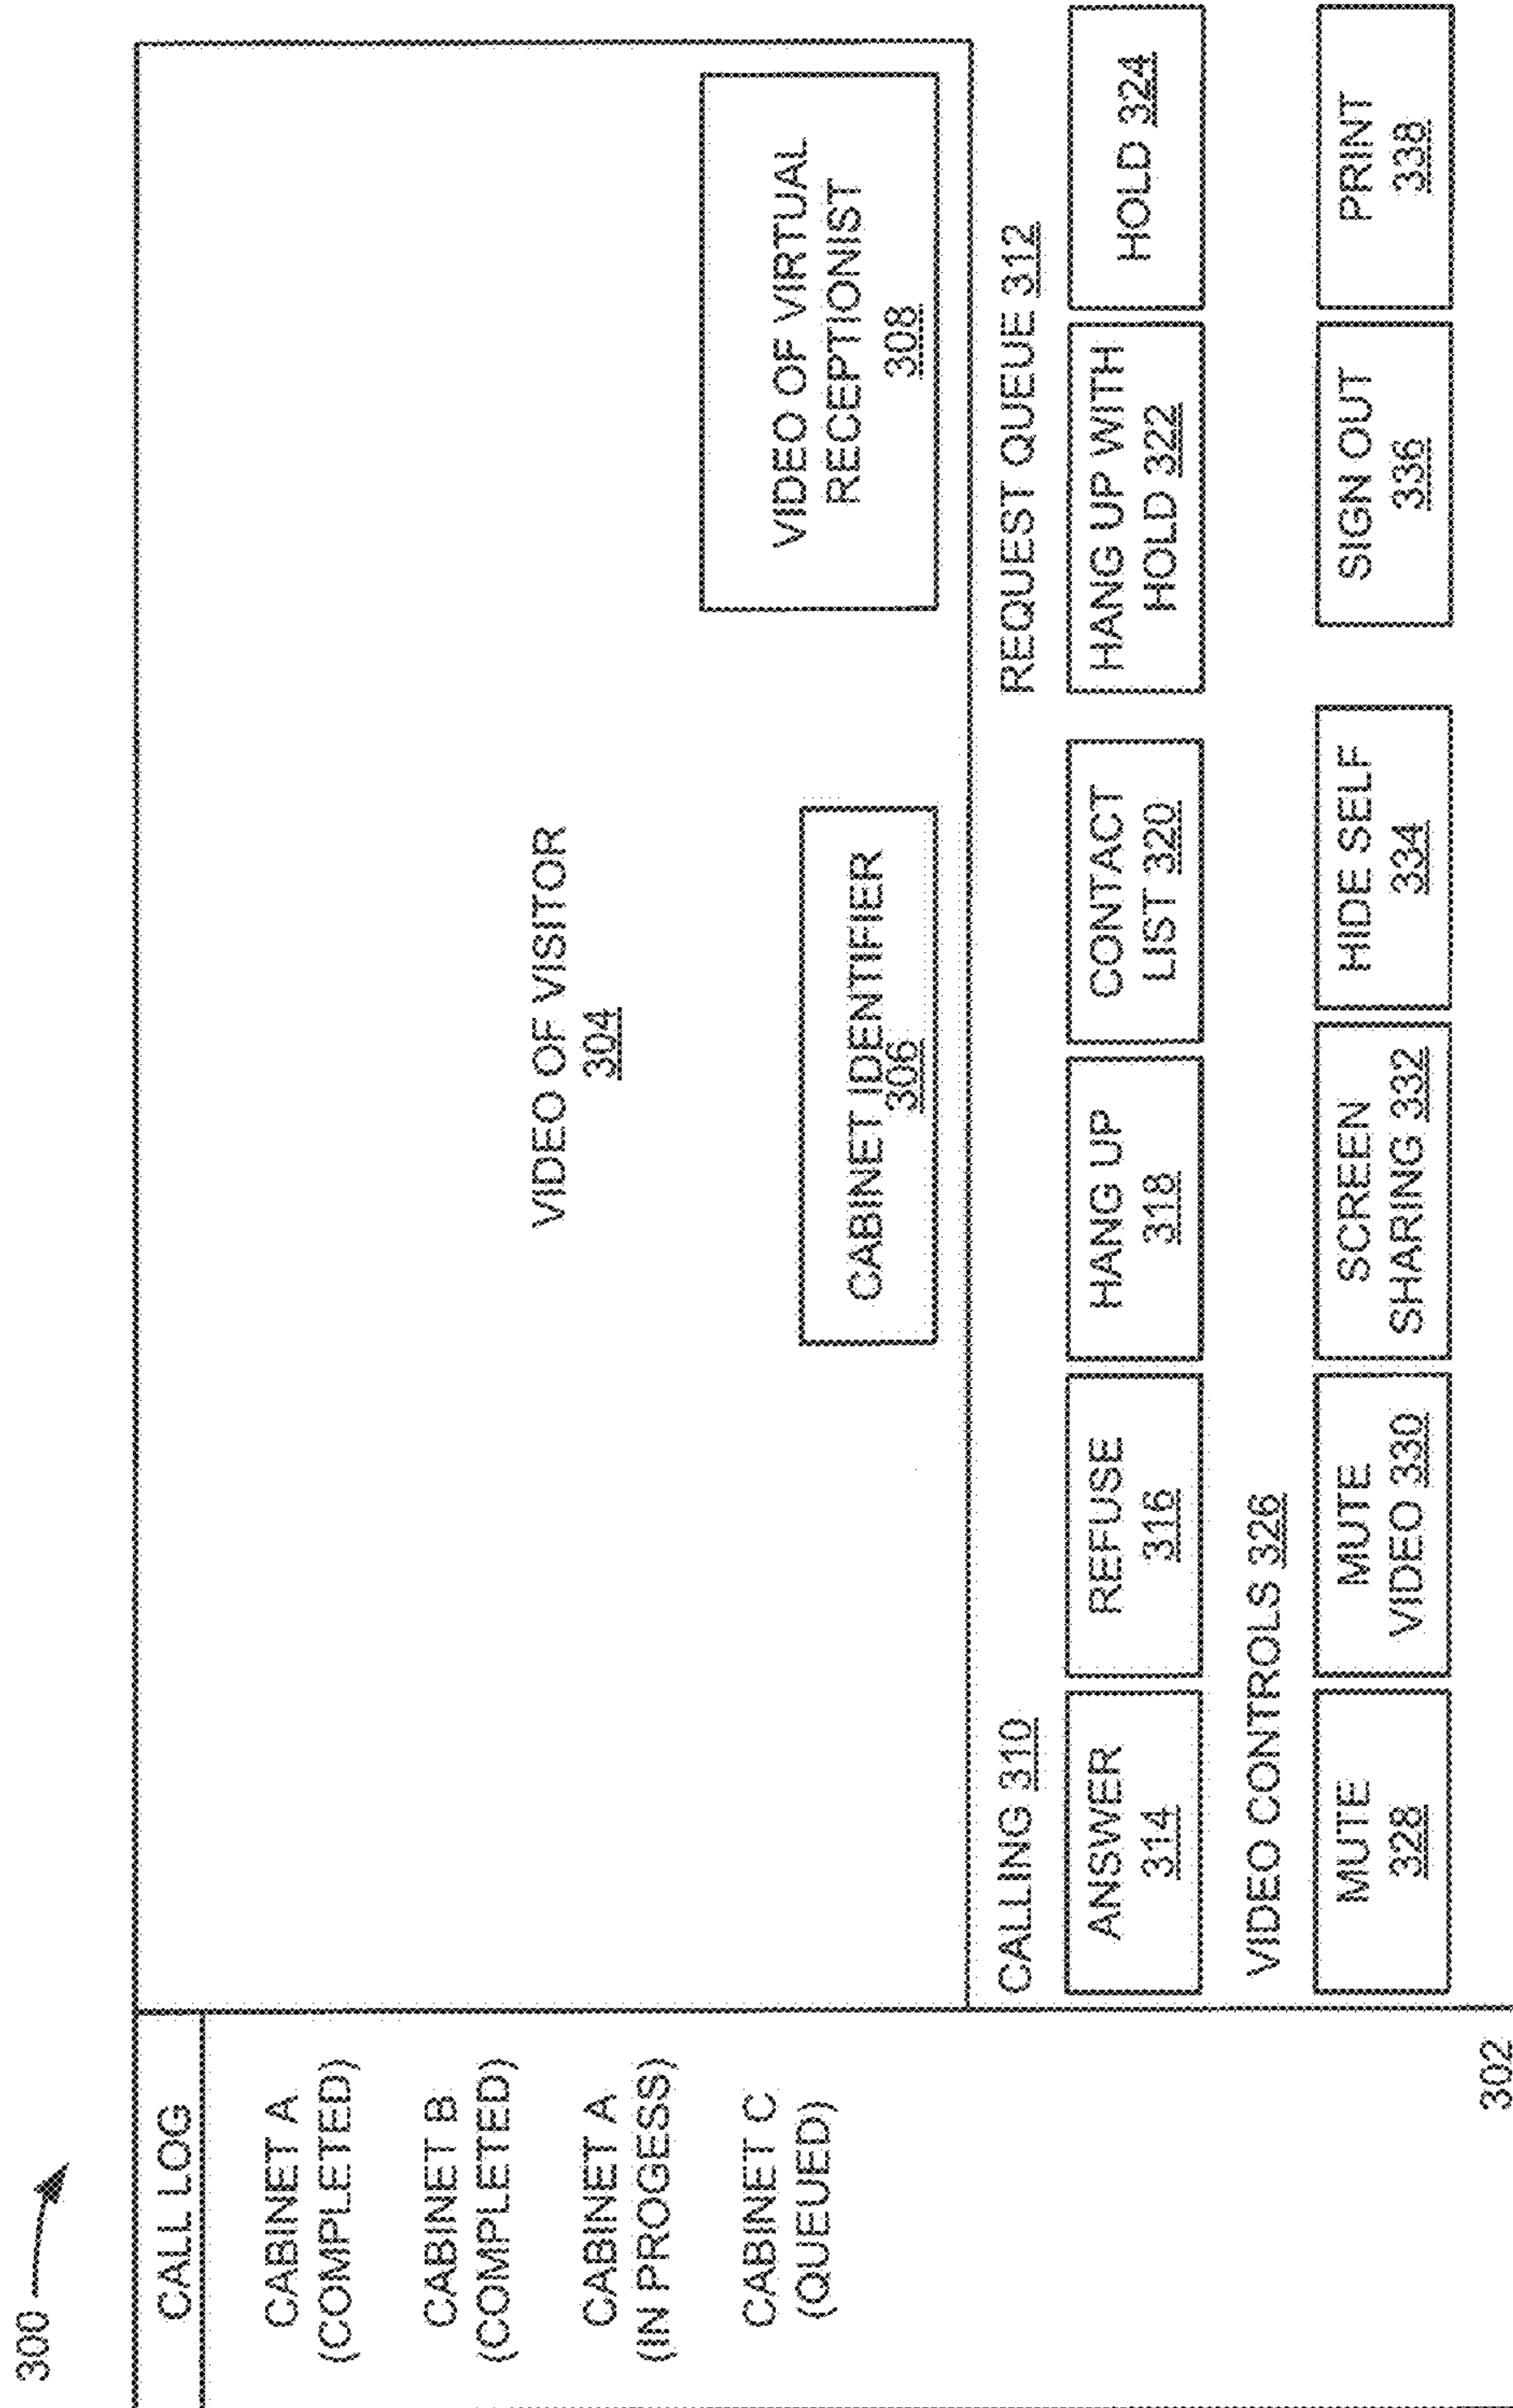 300
CALL LOG
CABINET A
(COMPLETED)
CABINET B
(COMPLETED)
CABINET A
(IN PROGESS)
CABINET C
(QUEUED)
302
VIDEO OF VISITOR
304
CABINET IDENTIFIER
306
VIDEO OF VIRTUAL
RECEPTIONIST
308
CALLING 310
REQUEST QUEUE 312
ANSWER
314
REFUSE
316
HANG UP
318
CONTACT
LIST 320
HANG UP WITH
HOLD 322
HOLD 324
VIDEO CONTROLS 326
MUTE
328
MUTE
VIDEO 330
SCREEN
SHARING 332
HIDE SELF
334
SIGN OUT
336
PRINT
338